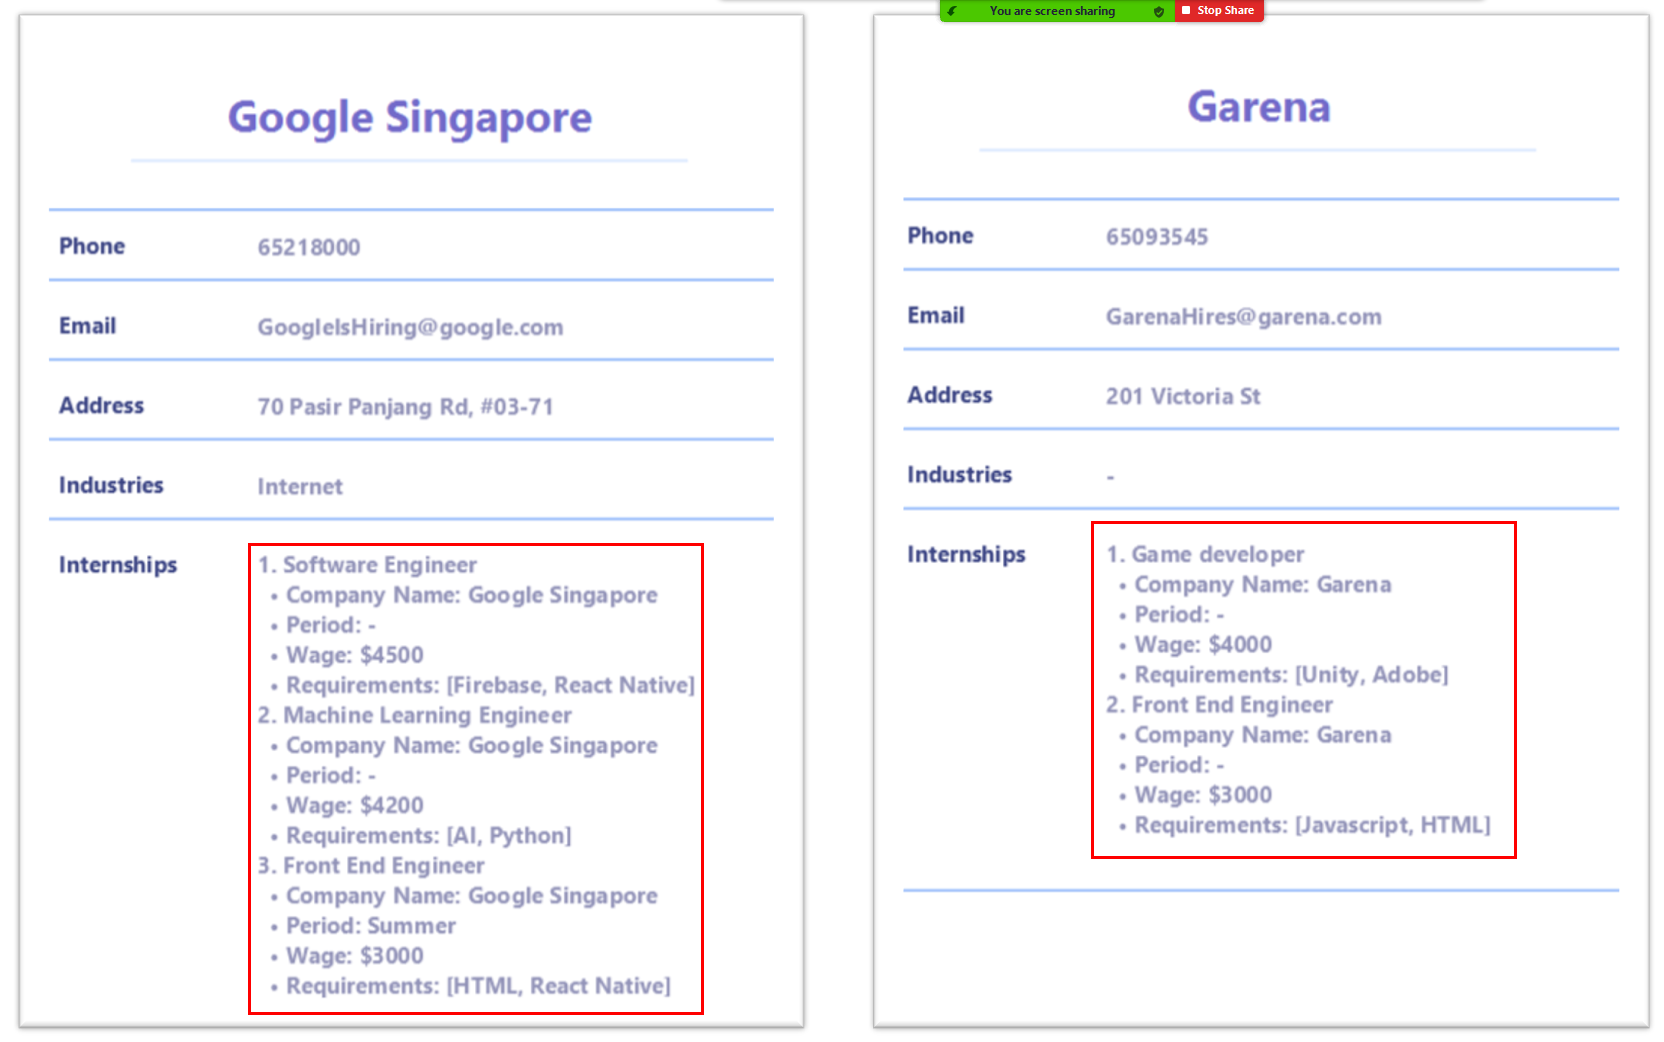 You are screen sharing
Stop Share
Google Singapore
Phone 65218000
Email GoogleIsHiring@google.com
Address 70 Pasir Panjang Rd, #03-71
Industries Internet
Internships 1. Software Engineer
• Company Name: Google Singapore
• Period: -
• Wage: $4500
• Requirements: [Firebase, React Native]
2. Machine Learning Engineer
• Company Name: Google Singapore
• Period: -
• Wage: $4200
• Requirements: [AI, Python]
3. Front End Engineer
• Company Name: Google Singapore
• Period: Summer
• Wage: $3000
• Requirements: [HTML, React Native]
Garena
Phone 65093545
Email GarenaHires@garena.com
Address 201 Victoria St
Industries -
Internships 1. Game developer
• Company Name: Garena
• Period: -
• Wage: $4000
• Requirements: [Unity, Adobe]
2. Front End Engineer
• Company Name: Garena
• Period: -
• Wage: $3000
• Requirements: [Javascript, HTML]